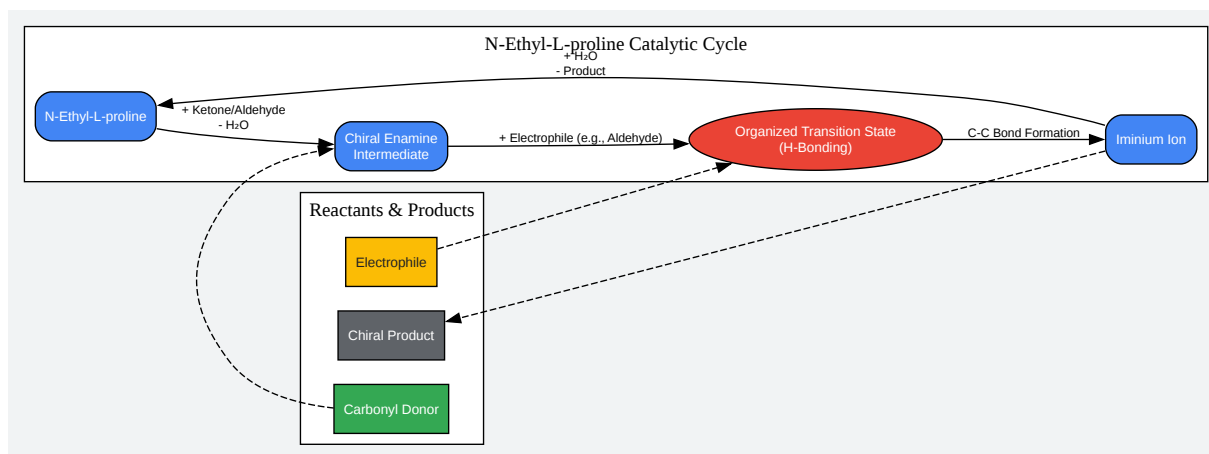 N-Ethyl-L-proline Catalytic Cycle
+ H₂O
- Product
N-Ethyl-L-proline
+ Ketone/Aldehyde
- H₂O
Chiral Enamine
Intermediate
+ Electrophile (e.g., Aldehyde)
Organized Transition State
(H-Bonding)
C-C Bond Formation
Iminium Ion
Reactants & Products
Electrophile
Chiral Product
Carbonyl Donor